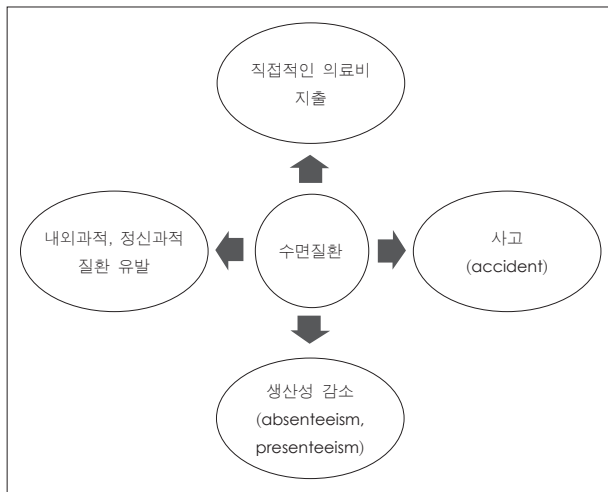 직접적인 의료비
지출
내외과적, 정신과적
질환 유발
수면질환
사고
(accident)
생산성 감소
(absenteeism,
presenteeism)